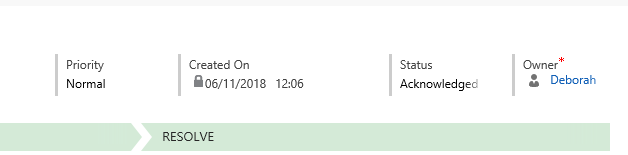 Priority Created On Status Owner*
Normal 06/11/2018 12:06 Acknowledged Deborah
RESOLVE